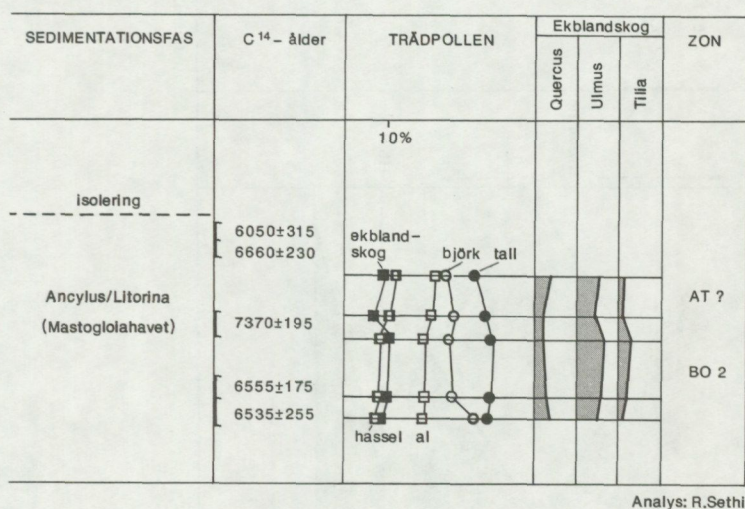 SEDIMENTATIONSFAS
C 14 – ålder
TRÄDPOLLEN
Ekblandskog
Quercus
Ulmus
Tilia
ZON
10%
isolering
6050±315
6660±230
ekbland-
skog
björk
tall
Ancylus/Litorina
(Mastogloiahavet)
7370±195
AT ?
BO 2
6555±175
6535±255
hassel
al
Analys: R.Sethi